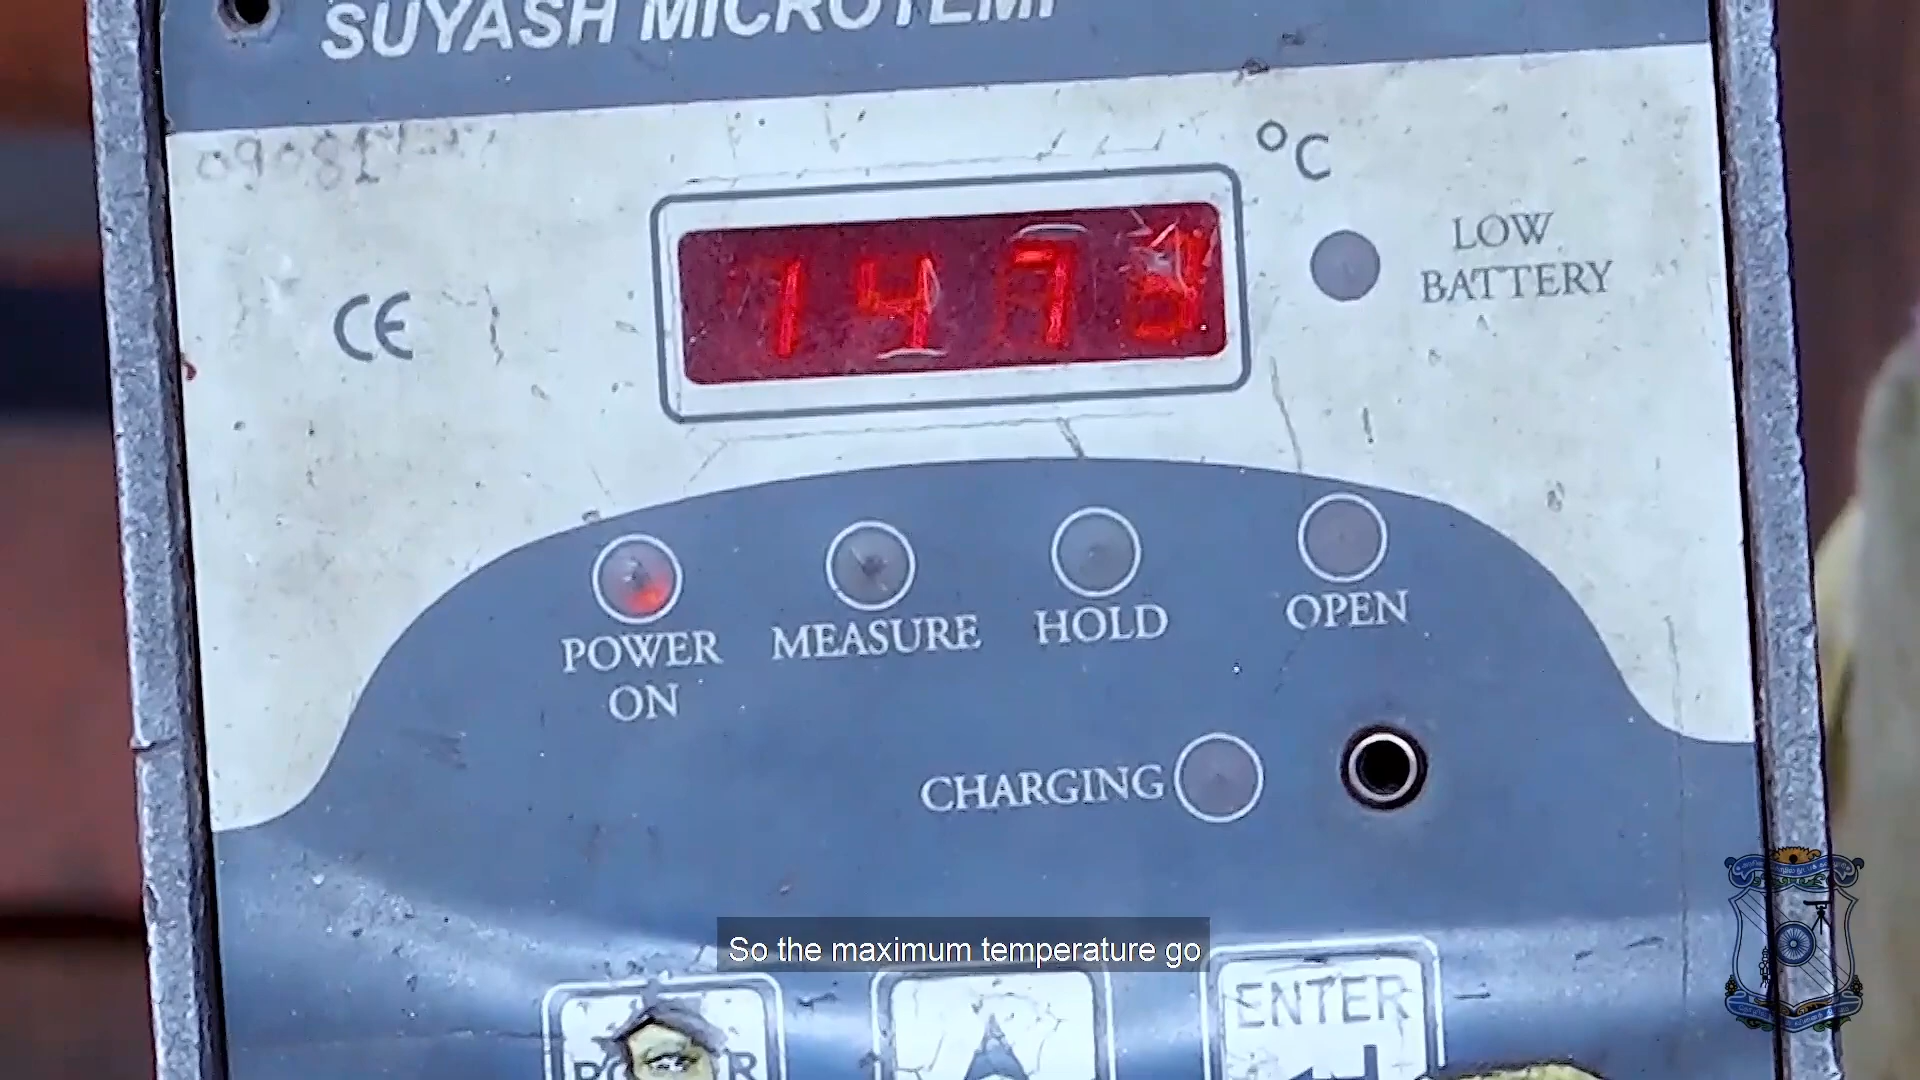 SUYASH MICROTEMP
°C
LOW
BATTERY
CE
POWER
ON
MEASURE
HOLD
OPEN
CHARGING
So the maximum temperature go
ENTER